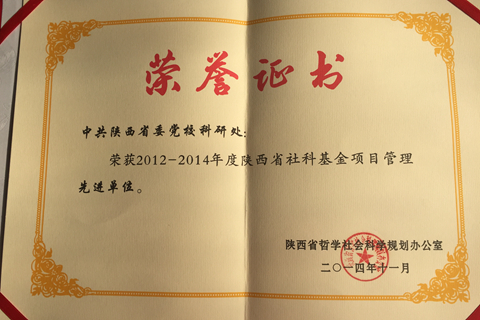 荣誉证书
中共陕西省委党校科研处:
荣获2012-2014年度陕西省社科基金项目管理
先进单位。
陕西省哲学社会科学规划办公室
二〇一四年十一月